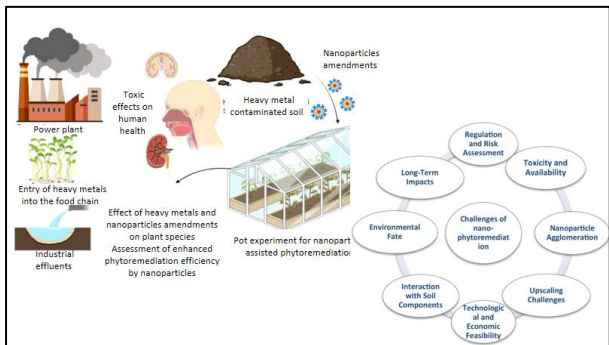 Power plant
Entry of heavy metals
into the food chain
Industrial
effluents
Toxic
effects on
human
health
Heavy metal
contaminated soil
Nanoparticles
amendments
Effect of heavy metals and
nanoparticles amendments
on plant species
Assessment of enhanced
phytoremediation efficiency
by nanoparticles
Pot experiment for nanopart
assisted phytoremediation
Regulation
and Risk
Assessment
Toxicity and
Availability
Nanoparticle
Agglomeration
Upscaling
Challenges
Technologic
al and
Economic
Feasibility
Interaction
with Soil
Components
Environmental
Fate
Long-Term
Impacts
Challenges of
nano-
phytoremediat
ion